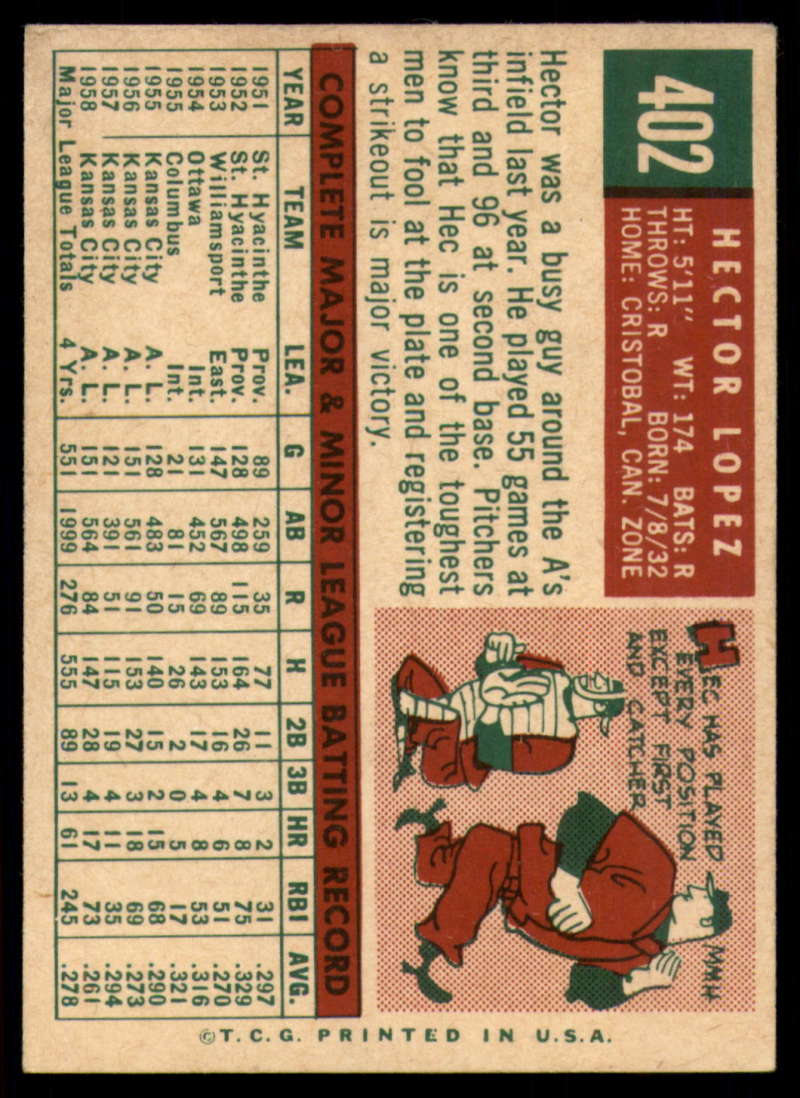 402
HECTOR LOPEZ
HT: 5'11" WT: 174 BATS: R
THROWS: R BORN: 7/8/32
HOME: CRISTOBAL, CAN. ZONE
Hector was a busy guy around the A's
infield last year. He played 55 games at
third and 96 at second base. Pitchers
know that Hec is one of the toughest
men to fool at the plate and registering
a strikeout is major victory.
HEC HAS PLAYED
EVERY POSITION
EXCEPT FIRST
AND CATCHER
MMH
COMPLETE MAJOR & MINOR LEAGUE BATTING RECORD
YEAR TEAM LEA. G AB R H 2B 3B HR RBI AVG.
1951 St. Hyacinthe Prov. 89 259 35 77 11 3 2 31 .297
1952 St. Hyacinthe Prov. 128 498 115 164 26 7 8 75 .329
1953 Williamsport East. 147 567 89 153 16 4 6 51 .270
1954 Ottawa Int. 131 452 69 143 17 4 8 53 .316
1955 Columbus Int. 21 81 15 26 2 0 5 17 .321
1955 Kansas City A. L. 128 483 50 140 15 2 15 68 .290
1956 Kansas City A. L. 151 561 91 153 27 3 18 69 .273
1957 Kansas City A. L. 121 391 51 115 19 4 11 35 .294
1958 Kansas City A. L. 151 564 84 147 28 4 17 73 .261
Major League Totals 4 Yrs. 551 1999 276 555 89 13 61 245 .278
© T. C. G. PRINTED IN U. S. A.